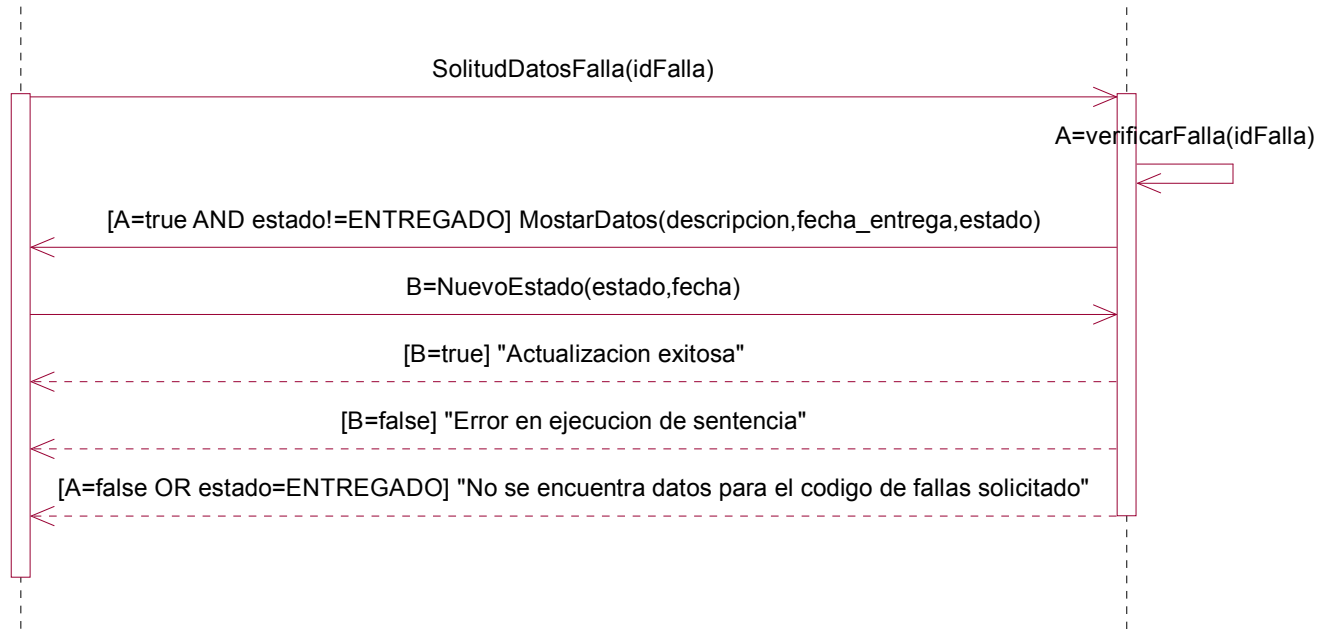 SolitudDatosFalla(idFalla)
A=verificarFalla(idFalla)
[A=true AND estado!=ENTREGADO] MostarDatos(descripcion,fecha_entrega,estado)
B=NuevoEstado(estado,fecha)
[B=true] "Actualizacion exitosa"
[B=false] "Error en ejecucion de sentencia"
[A=false OR estado=ENTREGADO] "No se encuentra datos para el codigo de fallas solicitado"